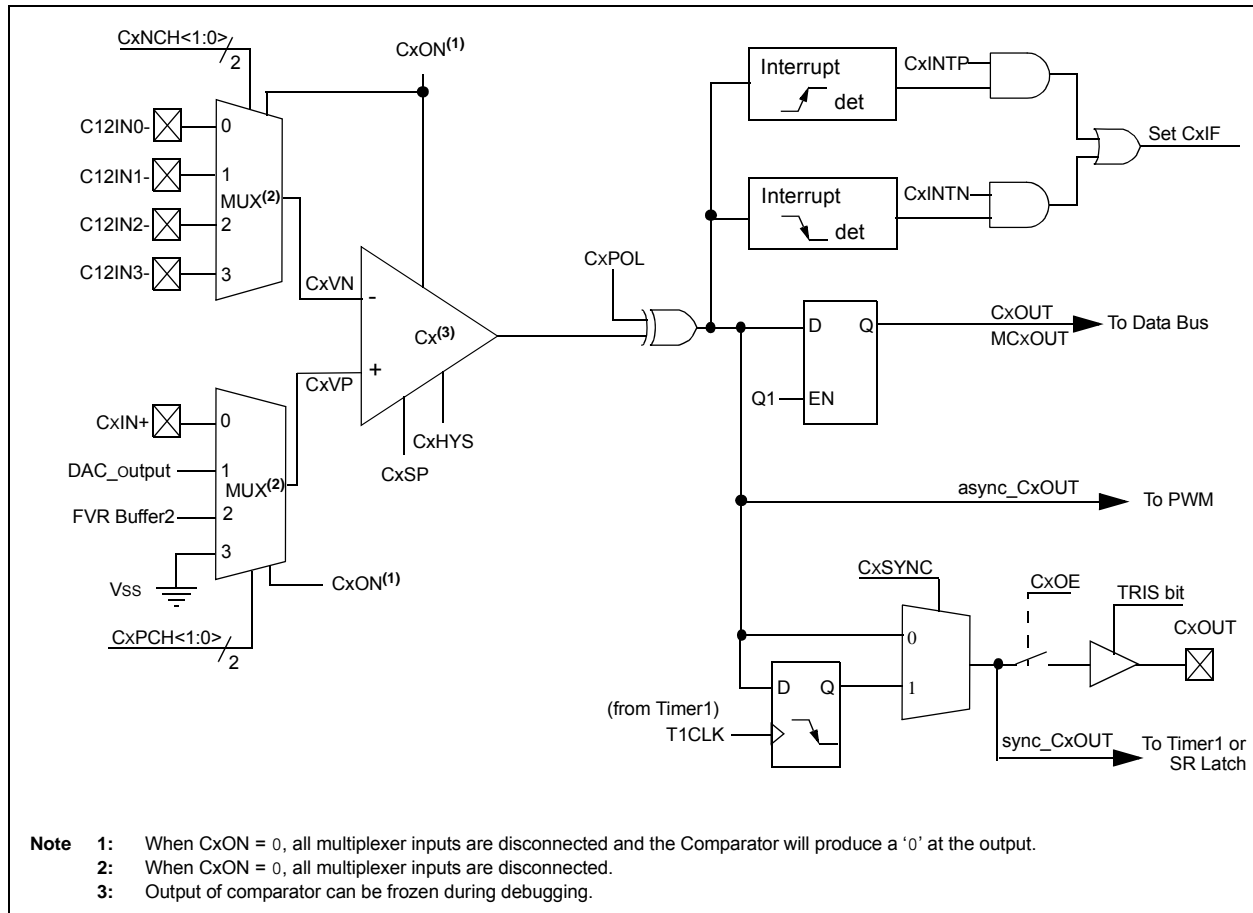 CxNCH<1:0>
2
CxON(1)
C12IN0-
0
C12IN1-
1
MUX(2)
C12IN2-
2
C12IN3-
3
CxVN
-
Cx(3)
+
CxVP
CxIN+
0
DAC_output
1
MUX(2)
FVR Buffer2
2
3
Vss
CxON(1)
CxPCH<1:0>
2
CxHYS
CxSP
CxPOL
Interrupt
det
CxINTP
Interrupt
det
CxINTN
Set CxIF
D
Q
Q1
EN
CxOUT
MCxOUT
To Data Bus
async_CxOUT
To PWM
CxSYNC
0
1
D
Q
(from Timer1)
T1CLK
CxOE
TRIS bit
CxOUT
sync_CxOUT
To Timer1 or
SR Latch
Note 1: When CxON = 0, all multiplexer inputs are disconnected and the Comparator will produce a ‘0’ at the output.
2: When CxON = 0, all multiplexer inputs are disconnected.
3: Output of comparator can be frozen during debugging.